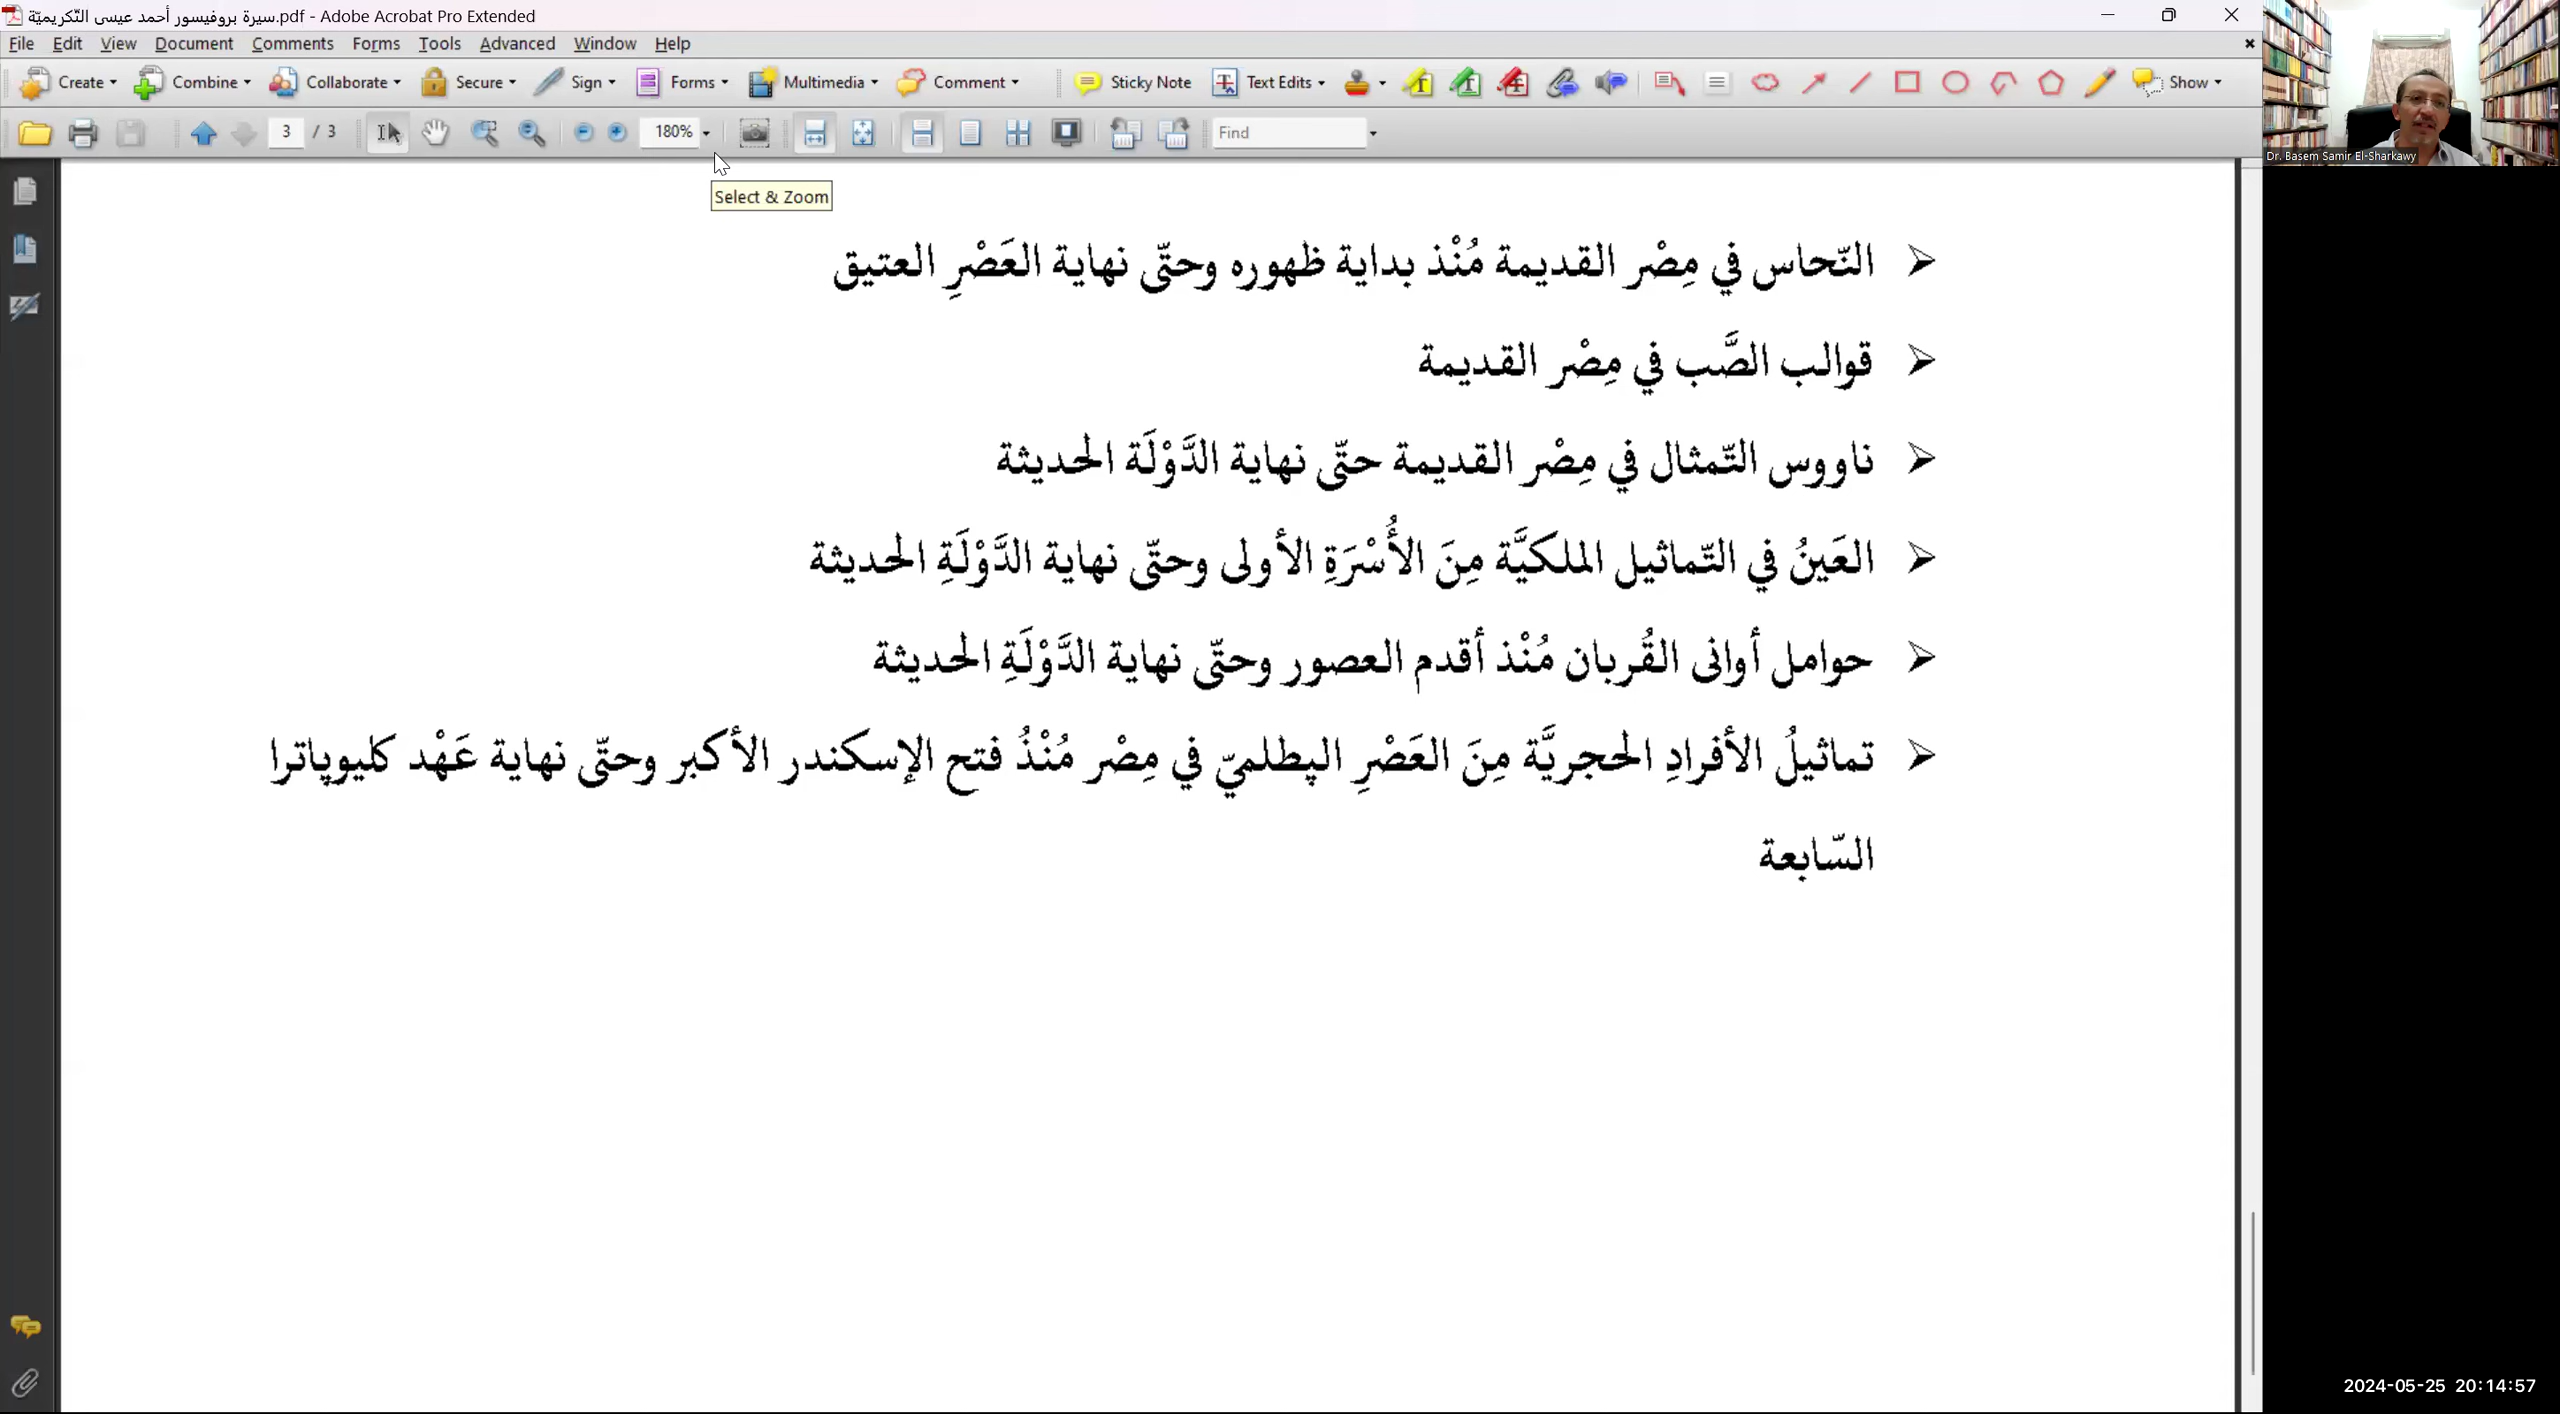 سيرة بروفيسور أحمد عيسى التّكريميّة.pdf - Adobe Acrobat Pro Extended
File Edit View Document Comments Forms Tools Advanced Window Help
Create Combine Collaborate Secure Sign Forms Multimedia Comment Sticky Note Text Edits Show
3 / 3 180% Find
Select & Zoom
Dr. Basem Samir El-Sharkawy
➢ النّحاس في مِصْر القديمة مُنْذ بداية ظهوره وحتّى نهاية العَصْرِ العتيق
➢ قوالب الصَّب في مِصْر القديمة
➢ ناووس التّمثال في مِصْر القديمة حتّى نهاية الدَّوْلَة الحديثة
➢ العَينُ في التّماثيل الملكيَّة مِنَ الأُسْرَةِ الأولى وحتّى نهاية الدَّوْلَةِ الحديثة
➢ حوامل أوانى القُربان مُنْذ أقدم العصور وحتّى نهاية الدَّوْلَةِ الحديثة
➢ تماثيلُ الأفرادِ الحجريَّة مِنَ العَصْرِ الپطلميّ في مِصْر مُنْذُ فتح الإسكندر الأكبر وحتّى نهاية عَهْد كليوپاترا
السّابعة
2024-05-25 20:14:57